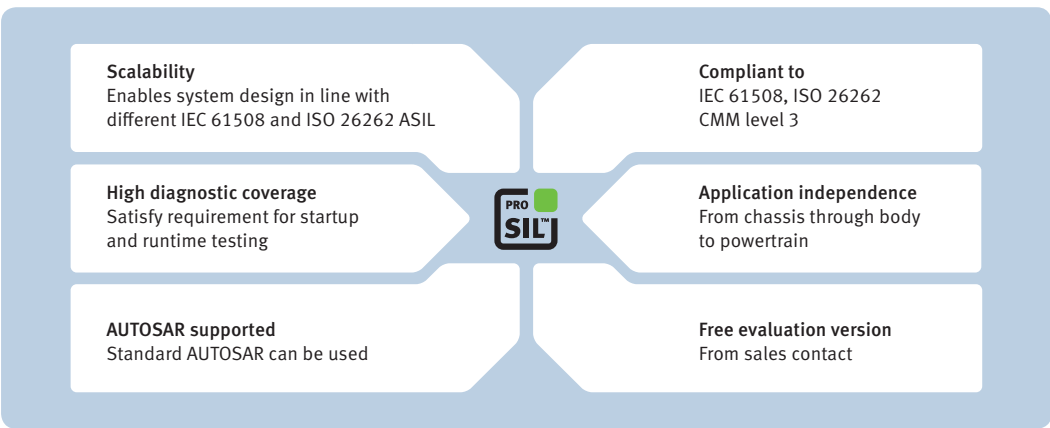 Scalability
Enables system design in line with
different IEC 61508 and ISO 26262 ASIL
Compliant to
IEC 61508, ISO 26262
CMM level 3
High diagnostic coverage
Satisfy requirement for startup
and runtime testing
PRO
SIL™
Application independence
From chassis through body
to powertrain
AUTOSAR supported
Standard AUTOSAR can be used
Free evaluation version
From sales contact